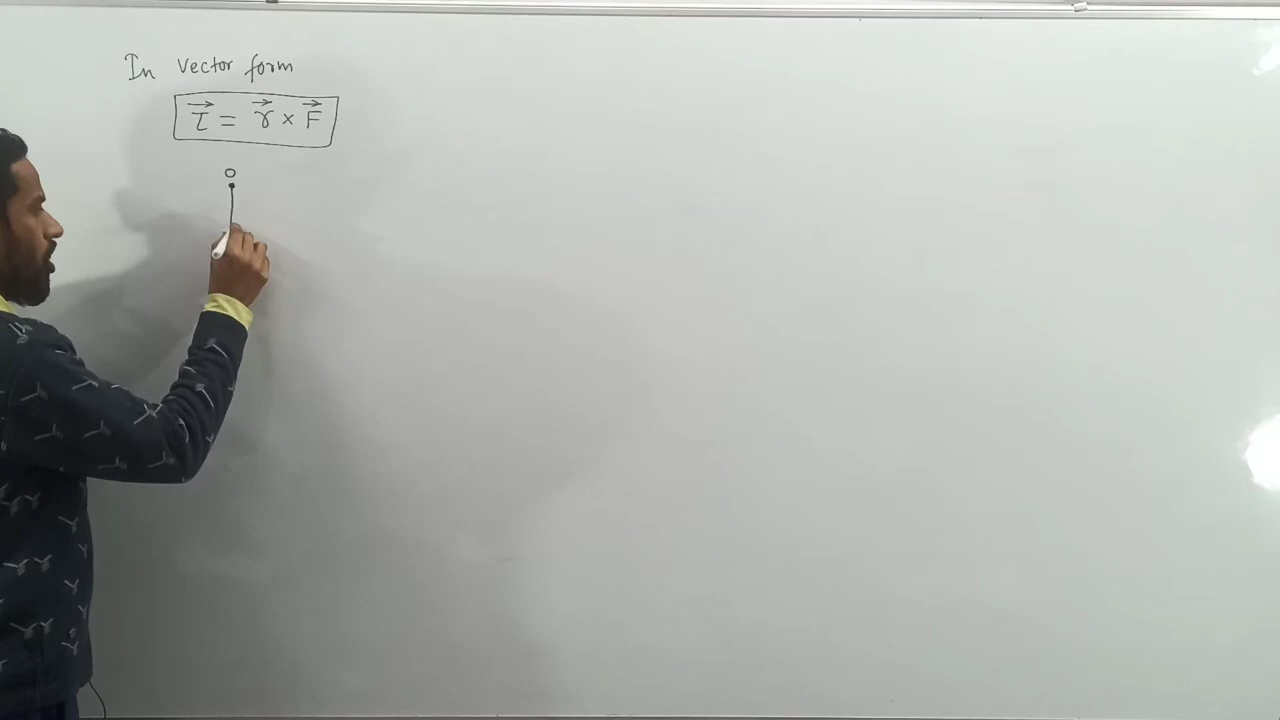 In vector form
τ⃗ = r⃗ × F⃗
O